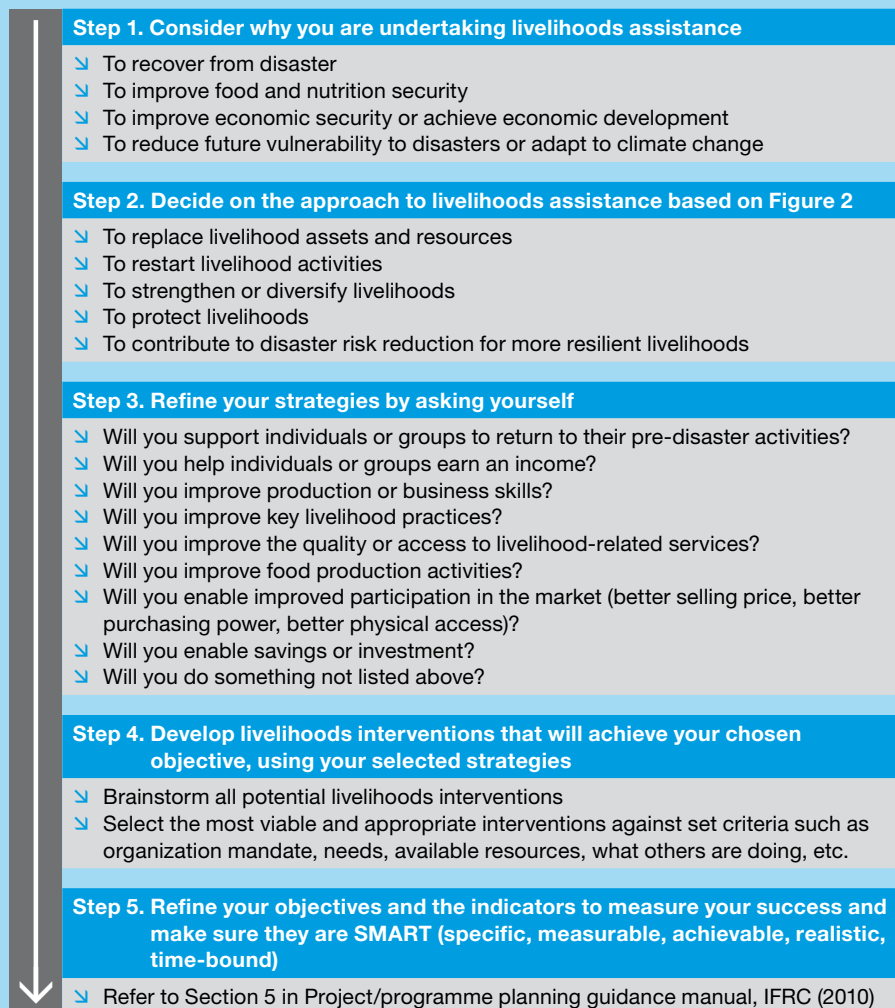 Step 1. Consider why you are undertaking livelihoods assistance
To recover from disaster
To improve food and nutrition security
To improve economic security or achieve economic development
To reduce future vulnerability to disasters or adapt to climate change
Step 2. Decide on the approach to livelihoods assistance based on Figure 2
To replace livelihood assets and resources
To restart livelihood activities
To strengthen or diversify livelihoods
To protect livelihoods
To contribute to disaster risk reduction for more resilient livelihoods
Step 3. Refine your strategies by asking yourself
Will you support individuals or groups to return to their pre-disaster activities?
Will you help individuals or groups earn an income?
Will you improve production or business skills?
Will you improve key livelihood practices?
Will you improve the quality or access to livelihood-related services?
Will you improve food production activities?
Will you enable improved participation in the market (better selling price, better
purchasing power, better physical access)?
Will you enable savings or investment?
Will you do something not listed above?
Step 4. Develop livelihoods interventions that will achieve your chosen
objective, using your selected strategies
Brainstorm all potential livelihoods interventions
Select the most viable and appropriate interventions against set criteria such as
organization mandate, needs, available resources, what others are doing, etc.
Step 5. Refine your objectives and the indicators to measure your success and
make sure they are SMART (specific, measurable, achievable, realistic,
time-bound)
Refer to Section 5 in Project/programme planning guidance manual, IFRC (2010)